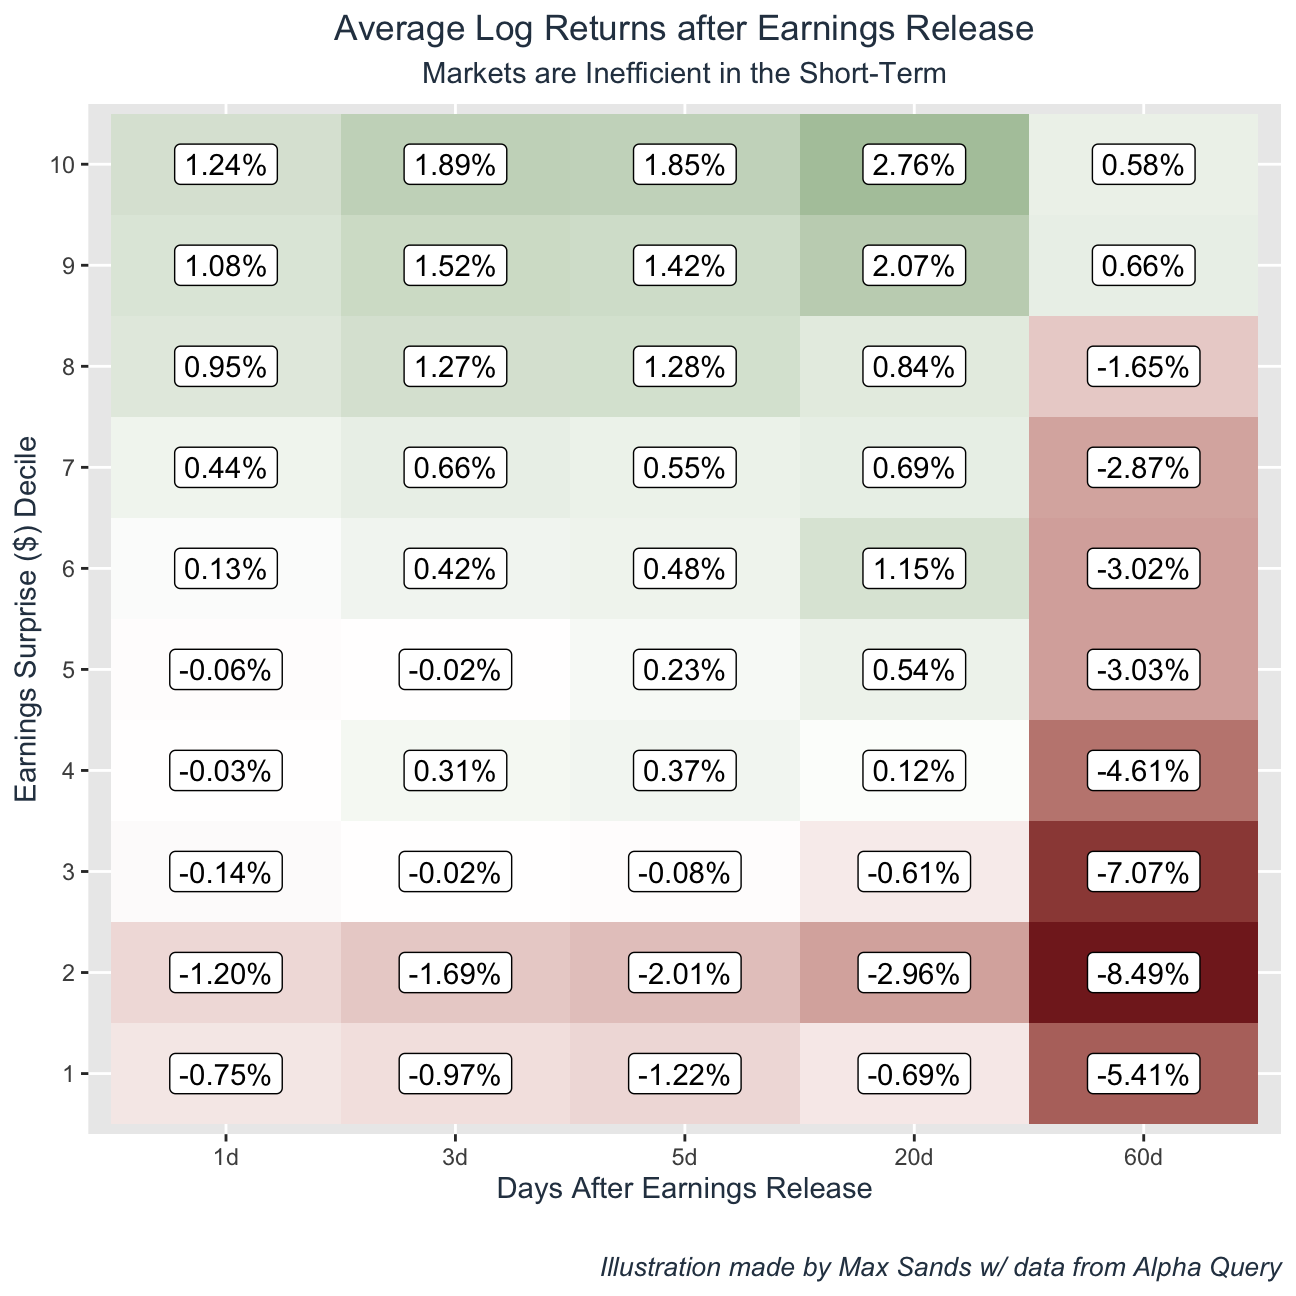 Average Log Returns after Earnings Release
Markets are Inefficient in the Short-Term
Earnings Surprise ($) Decile
10 1.24% 1.89% 1.85% 2.76% 0.58%
9 1.08% 1.52% 1.42% 2.07% 0.66%
8 0.95% 1.27% 1.28% 0.84% -1.65%
7 0.44% 0.66% 0.55% 0.69% -2.87%
6 0.13% 0.42% 0.48% 1.15% -3.02%
5 -0.06% -0.02% 0.23% 0.54% -3.03%
4 -0.03% 0.31% 0.37% 0.12% -4.61%
3 -0.14% -0.02% -0.08% -0.61% -7.07%
2 -1.20% -1.69% -2.01% -2.96% -8.49%
1 -0.75% -0.97% -1.22% -0.69% -5.41%
1d 3d 5d 20d 60d
Days After Earnings Release
Illustration made by Max Sands w/ data from Alpha Query